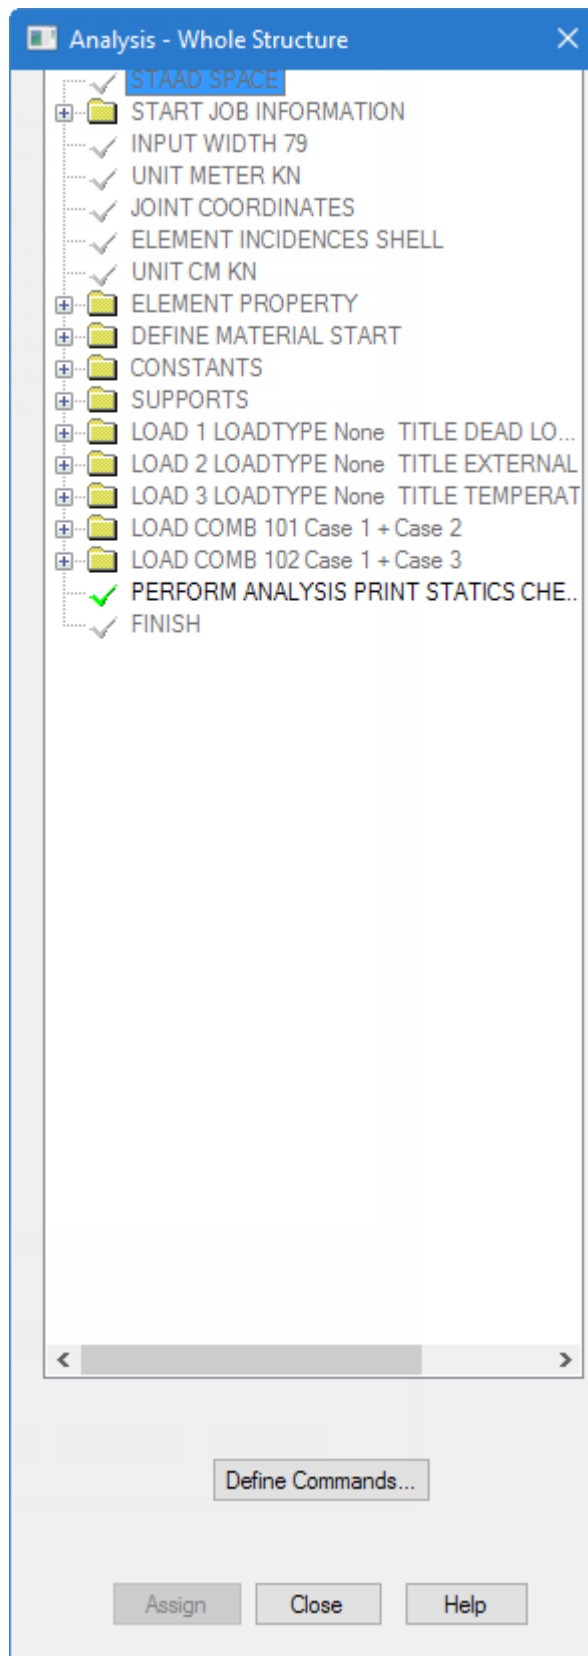 Analysis - Whole Structure
STAAD SPACE
START JOB INFORMATION
INPUT WIDTH 79
UNIT METER KN
JOINT COORDINATES
ELEMENT INCIDENCES SHELL
UNIT CM KN
ELEMENT PROPERTY
DEFINE MATERIAL START
CONSTANTS
SUPPORTS
LOAD 1 LOADTYPE None TITLE DEAD LO...
LOAD 2 LOADTYPE None TITLE EXTERNAL
LOAD 3 LOADTYPE None TITLE TEMPERAT
LOAD COMB 101 Case 1 + Case 2
LOAD COMB 102 Case 1 + Case 3
PERFORM ANALYSIS PRINT STATICS CHE..
FINISH
Define Commands...
Assign Close Help